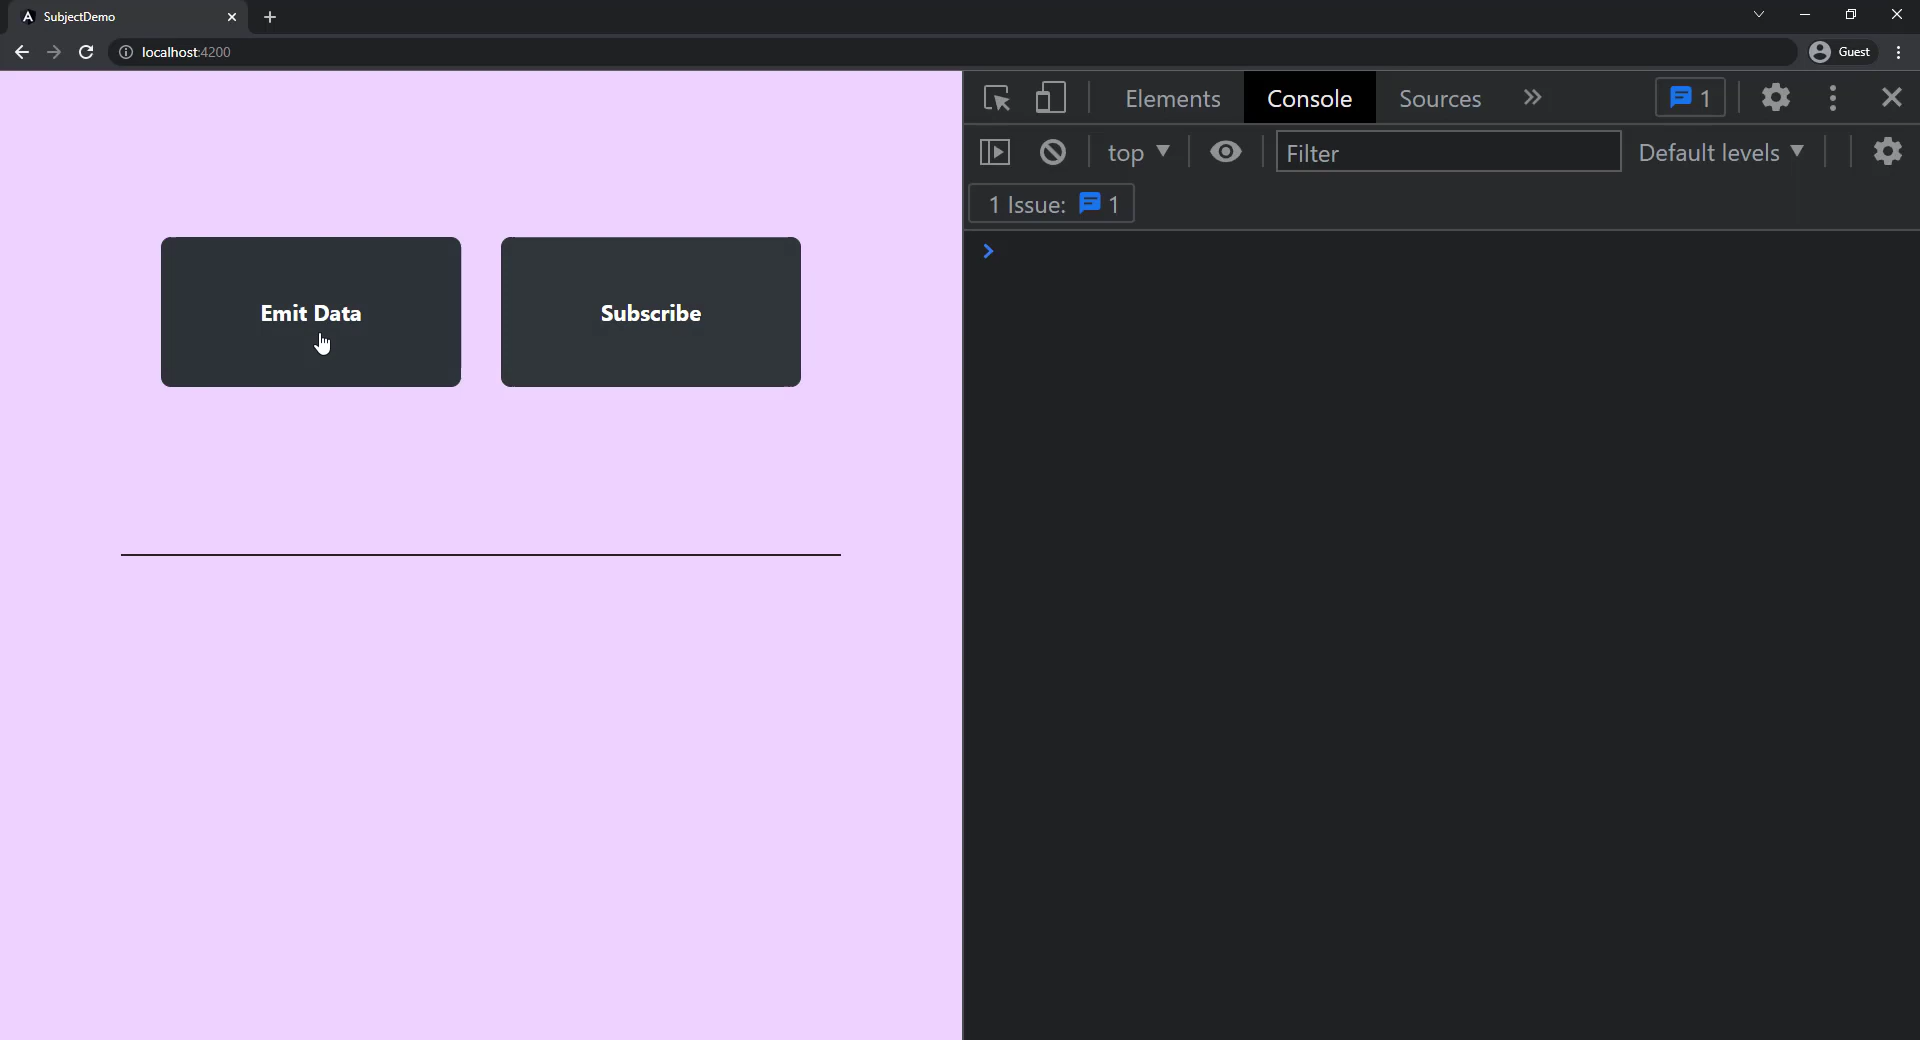 SubjectDemo
localhost:4200
Guest
Elements
Console
Sources
1
top
Filter
Default levels
1 Issue: 1
Emit Data
Subscribe